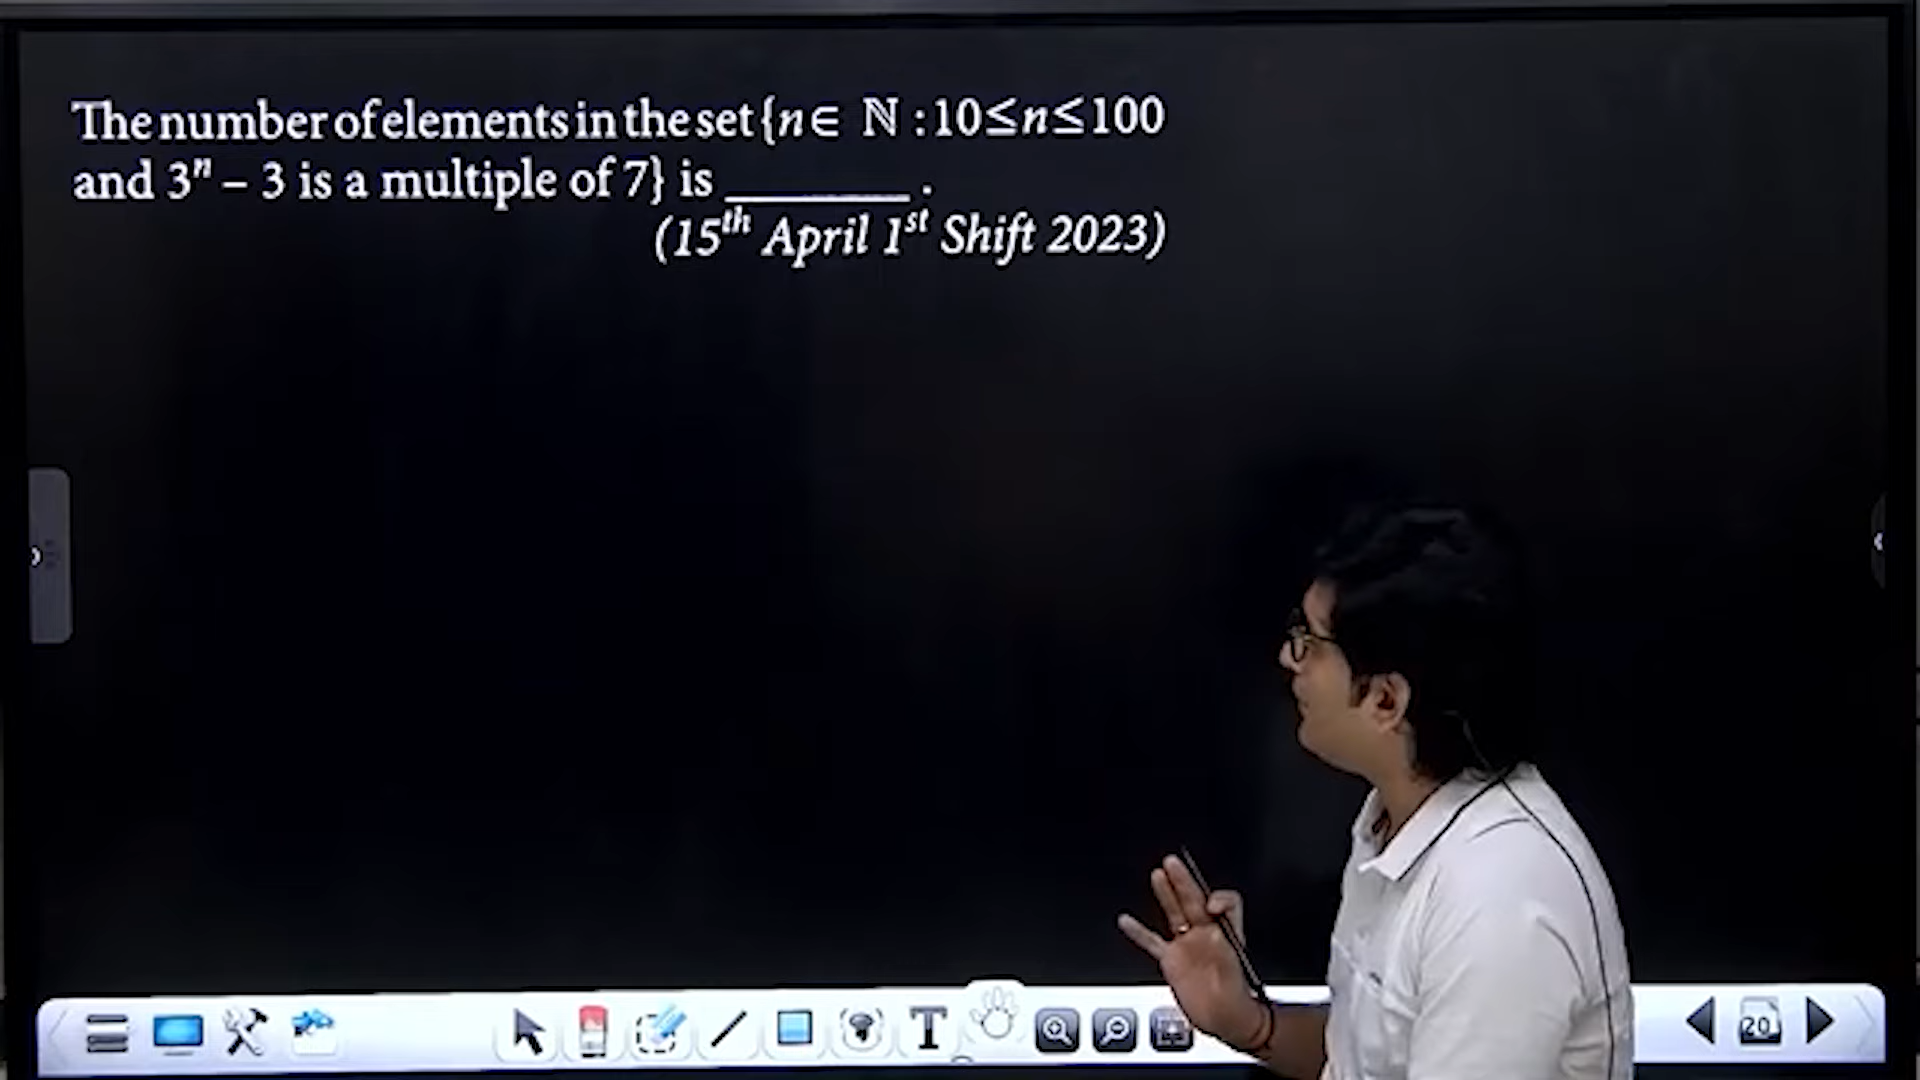 The number of elements in the set {n ∈ ℕ : 10 ≤ n ≤ 100
and 3ⁿ – 3 is a multiple of 7} is ________ .
(15ᵗʰ April 1ˢᵗ Shift 2023)
T
20